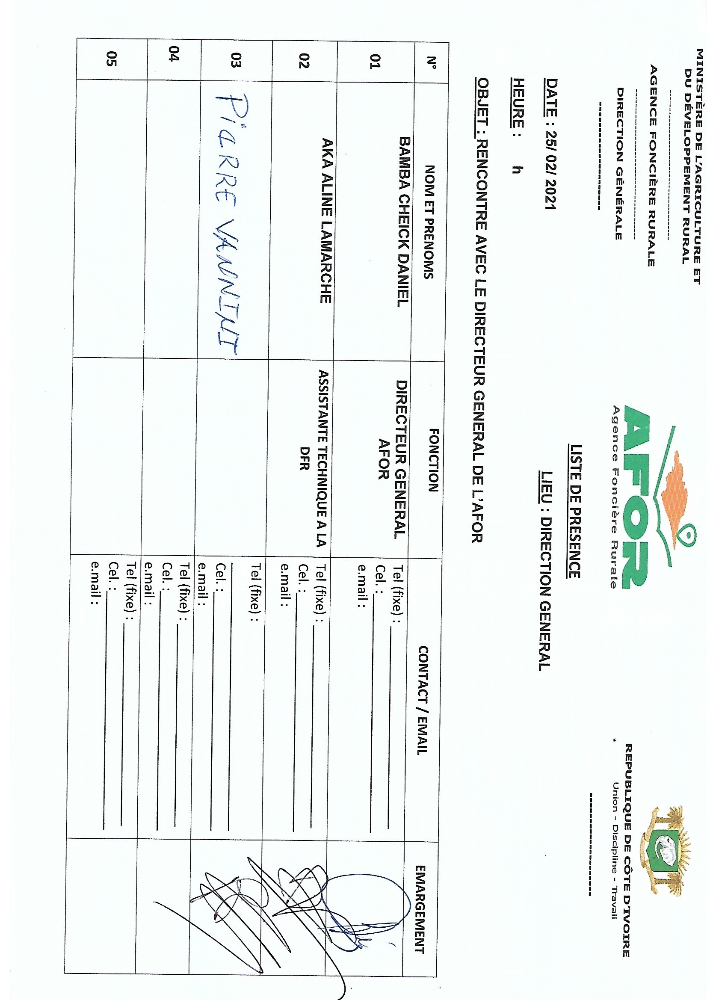 MINISTÈRE DE L'AGRICULTURE ET
DU DÉVELOPPEMENT RURAL
AGENCE FONCIÈRE RURALE
DIRECTION GÉNÉRALE
AFOR
Agence Foncière Rurale
REPUBLIQUE DE CÔTE D'IVOIRE
Union – Discipline - Travail
LISTE DE PRESENCE
DATE : 25/ 02/ 2021
LIEU : DIRECTION GENERAL
HEURE : h
OBJET : RENCONTRE AVEC LE DIRECTEUR GENERAL DE L'AFOR
N° NOM ET PRENOMS FONCTION CONTACT / EMAIL EMARGEMENT
01 BAMBA CHEICK DANIEL DIRECTEUR GENERAL
AFOR
Tel (fixe) :
Cel. :
e.mail :
02 AKA ALINE LAMARCHE ASSISTANTE TECHNIQUE A LA
DFR
Tel (fixe) :
Cel. :
e.mail :
03 PiERRE VANNINI
Tel (fixe) :
Cel. :
e.mail :
04
Tel (fixe) :
Cel. :
e.mail :
05
Tel (fixe) :
Cel. :
e.mail :